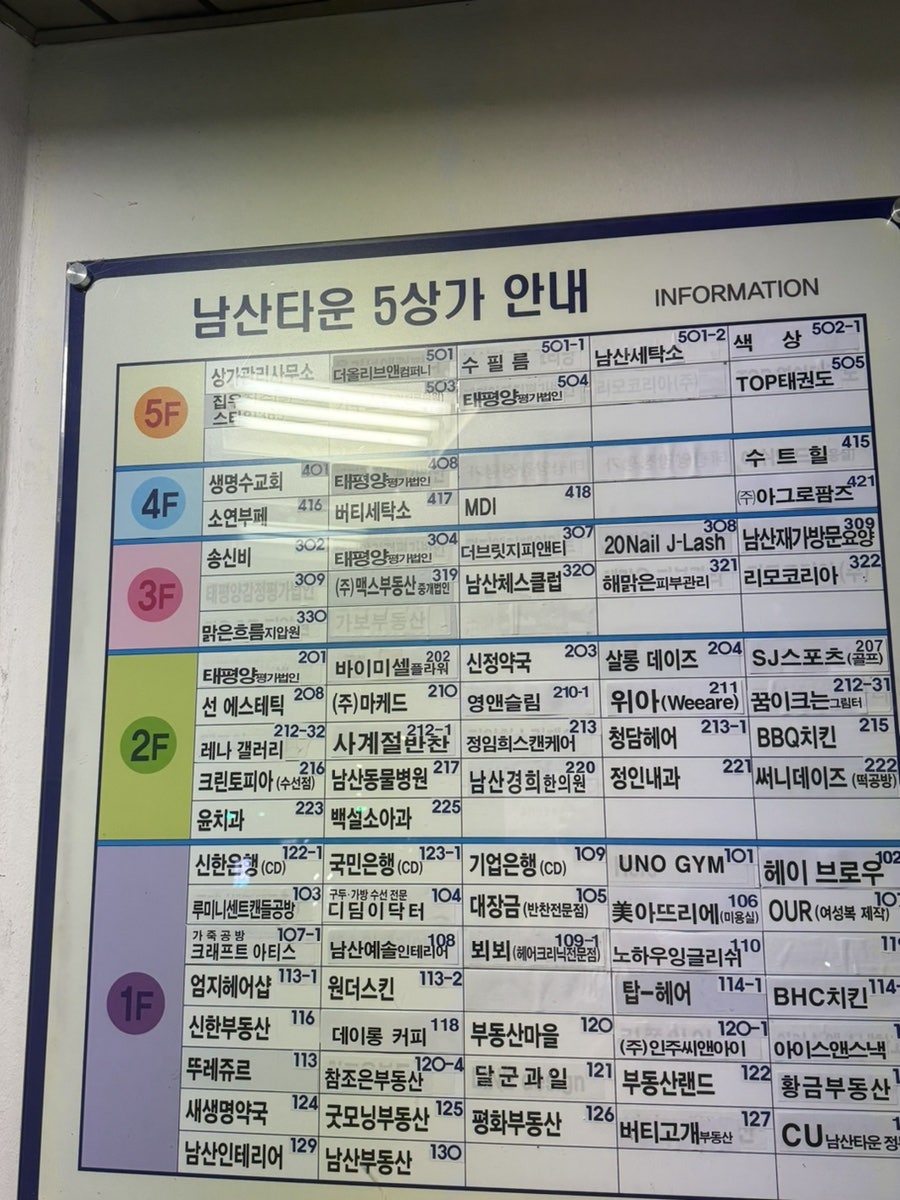 남산타운 5상가 안내 INFORMATION
5F
상가관리사무소 더올리브앤컴퍼니 501 수 필 름 501-1 남산세탁소 501-2 색 상 502-1
503 태평양평가법인 504 리모코리아(주) TOP태권도 505
4F
생명수교회 401 태평양평가법인 408 수 트 힐 415
소연부페 416 버티세탁소 417 MDI 418 (주)아그로팜즈 421
3F
송신비 302 태평양평가법인 304 더브릿지피앤티 307 20Nail J-Lash 308 남산재가방문요양 309
태평양감정평가법인 309 (주)맥스부동산중개법인 319 남산체스클럽 320 해맑은피부관리 321 리모코리아 322
맑은흐름지압원 330 가보부동산
2F
태평양평가법인 201 바이미셀플라워 202 신정약국 203 살롱 데이즈 204 SJ스포츠(골프) 207
선 에스테틱 208 (주)마케드 210 영앤슬림 210-1 위아(Weeare) 211 꿈이크는그림터 212-31
레나 갤러리 212-32 사계절반찬 212-1 정임희스캔케어 213 청담헤어 213-1 BBQ치킨 215
크린토피아(수선점) 216 남산동물병원 217 남산경희한의원 220 정인내과 221 써니데이즈 (떡공방) 222
윤치과 223 백설소아과 225
1F
신한은행(CD) 122-1 국민은행(CD) 123-1 기업은행(CD) 109 UNO GYM 101 헤이 브로우 102
루미니센트캔들공방 103 구두·가방 수선 전문 디딤이닥터 104 대장금(반찬전문점) 105 美아뜨리에(미용실) 106 OUR (여성복 제작)
가죽공방 크래프트 아티스 107-1 남산예솔인테리어 108 뵈뵈(헤어크리닉전문점) 109-1 노하우잉글리쉬 110
엄지헤어샵 113-1 원더스킨 113-2 탑-헤어 114-1 BHC치킨
신한부동산 116 데이롱 커피 118 부동산마을 120 (주)인주씨앤아이 120-1 아이스앤스낵
뚜레쥬르 113 참조은부동산 120-4 달 군 과 일 121 부동산랜드 122 황금부동산
새생명약국 124 굿모닝부동산 125 평화부동산 126 버티고개부동산 127 CU남산타운
남산인테리어 129 남산부동산 130